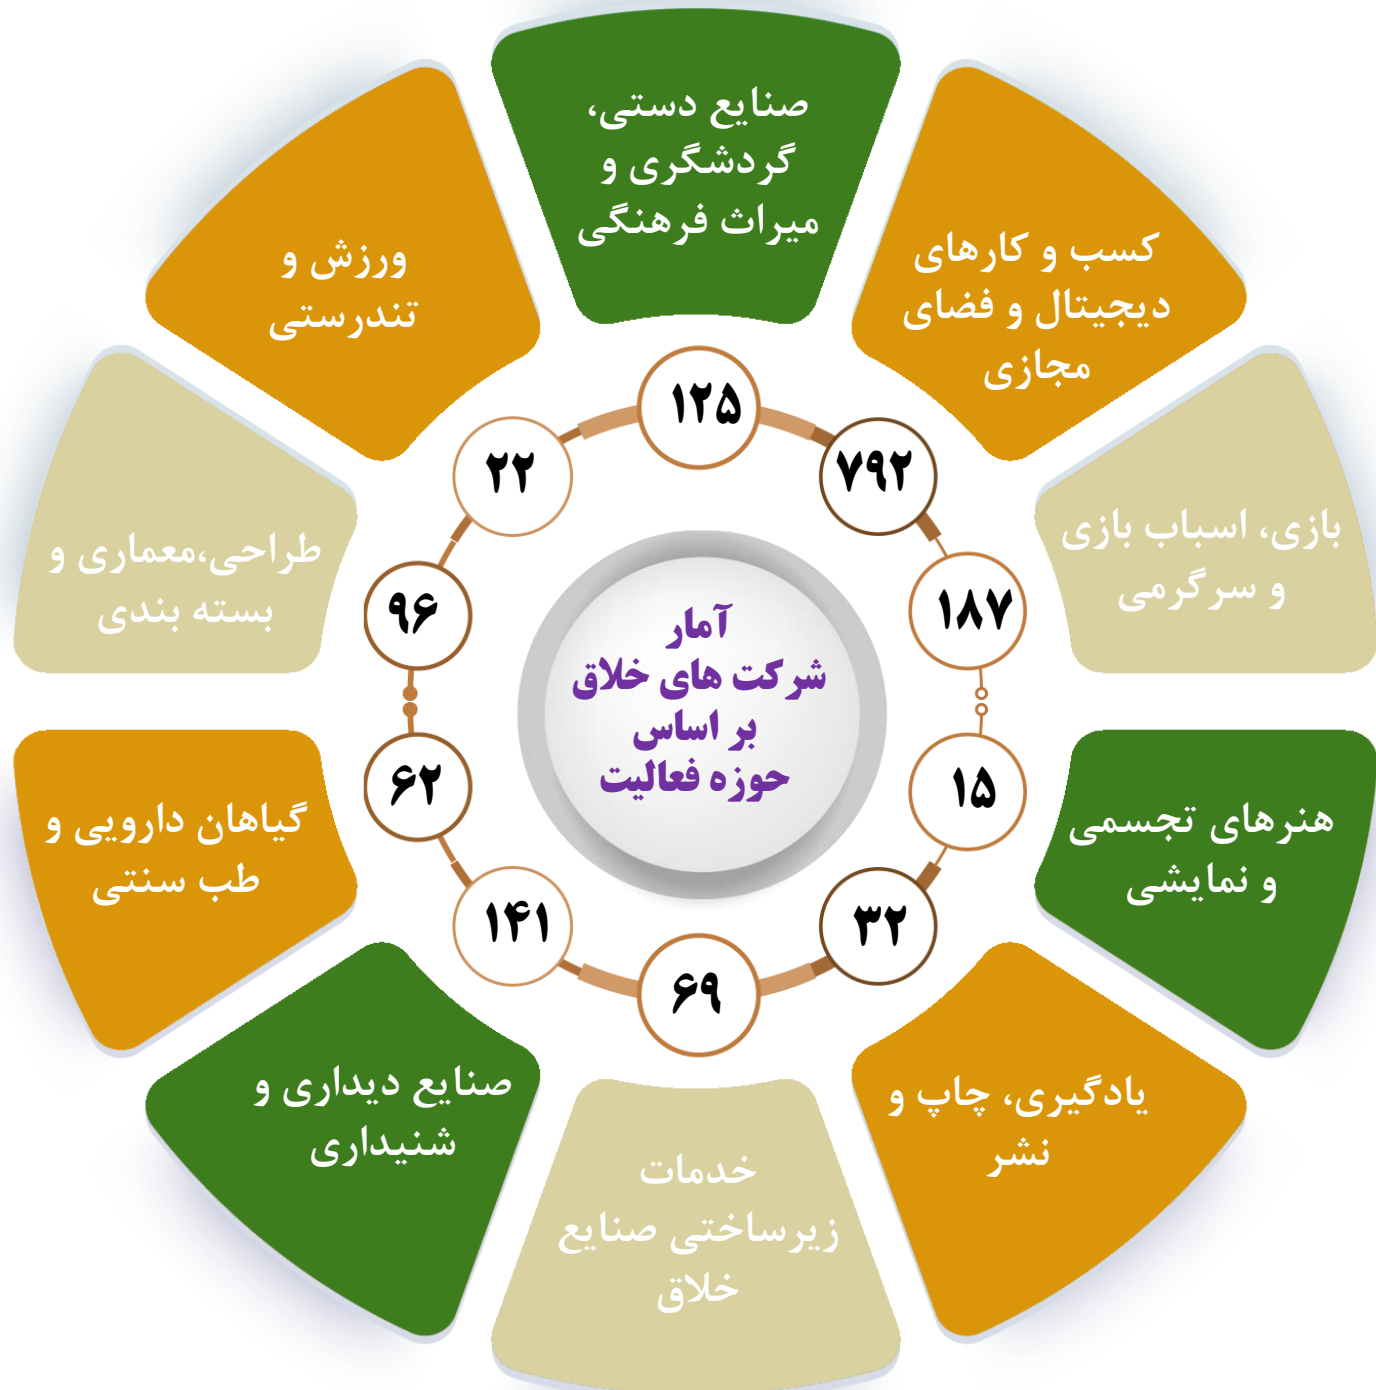 صنایع دستی،
گردشگری و
میراث فرهنگی
۱۲۵
کسب و کارهای
دیجیتال و فضای
مجازی
۷۹۲
بازی، اسباب بازی
و سرگرمی
۱۸۷
هنرهای تجسمی
و نمایشی
۱۵
یادگیری، چاپ و
نشر
۳۲
خدمات
زیرساختی صنایع
خلاق
۶۹
صنایع دیداری و
شنیداری
۱۴۱
گیاهان دارویی و
طب سنتی
۶۲
طراحی،معماری و
بسته بندی
۹۶
ورزش و
تندرستی
۲۲
آمار
شرکت های خلاق
بر اساس
حوزه فعالیت